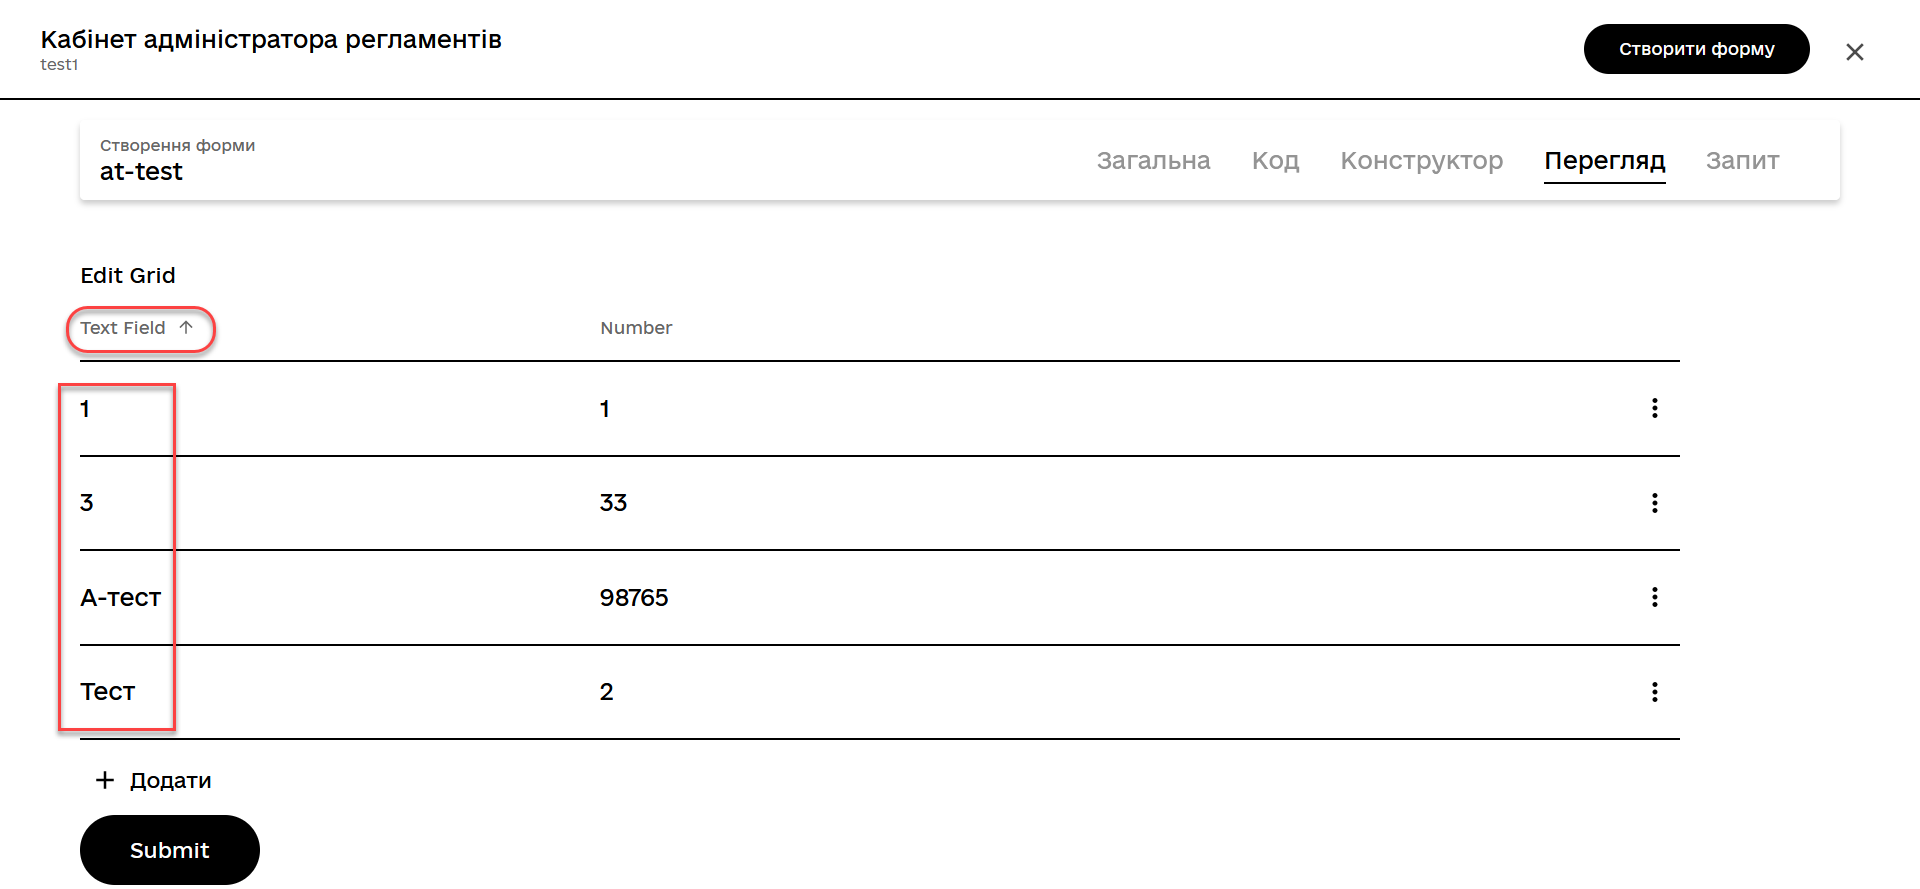 Кабінет адміністратора регламентів
test1
Створити форму
Створення форми
at-test
Загальна Код Конструктор Перегляд Запит
Edit Grid
Text Field Number
1 1
3 33
А-тест 98765
Тест 2
+ Додати
Submit